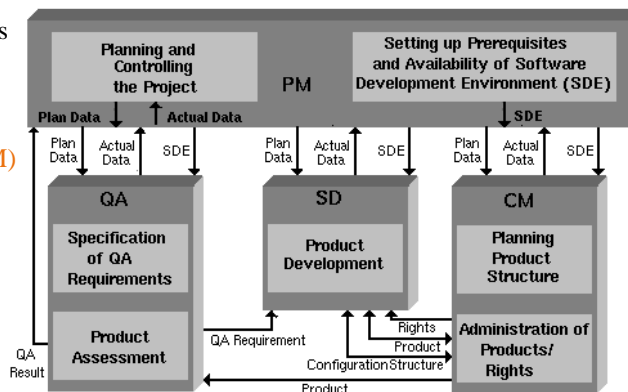 s
Planning and
Controlling
the Project
Setting up Prerequisites
and Availability of Software
Development Environment (SDE)
PM
Plan Data
Actual Data
SDE
M)
Plan
Data
Actual
Data
SDE
Plan
Data
Actual
Data
SDE
Plan
Data
Actual
Data
SDE
QA
SD
CM
Specification
of QA
Requirements
Product
Development
Planning
Product
Structure
Product
Assessment
Administration of
Products/
Rights
QA
Result
QA Requirement
Rights
Product
ConfigurationStructure
Product